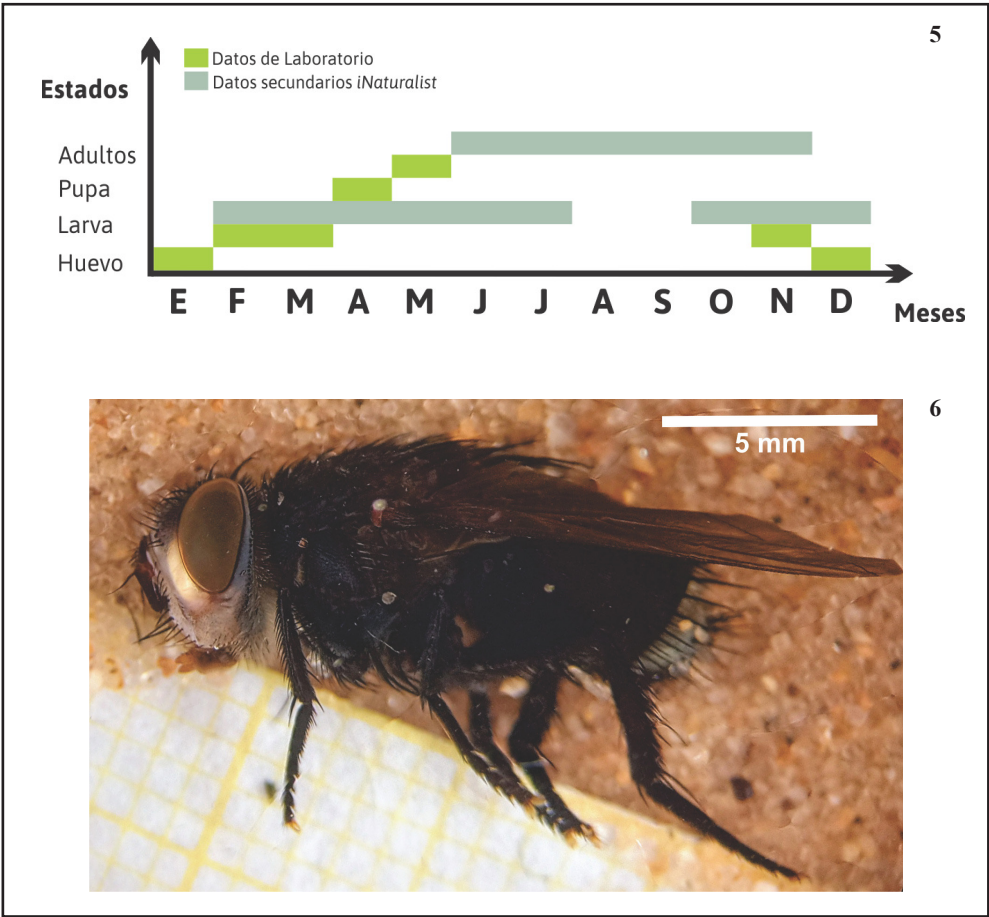 5
Datos de Laboratorio
Datos secundarios iNaturalist
Estados
Adultos
Pupa
Larva
Huevo
E F M A M J J A S O N D
Meses
6
5 mm